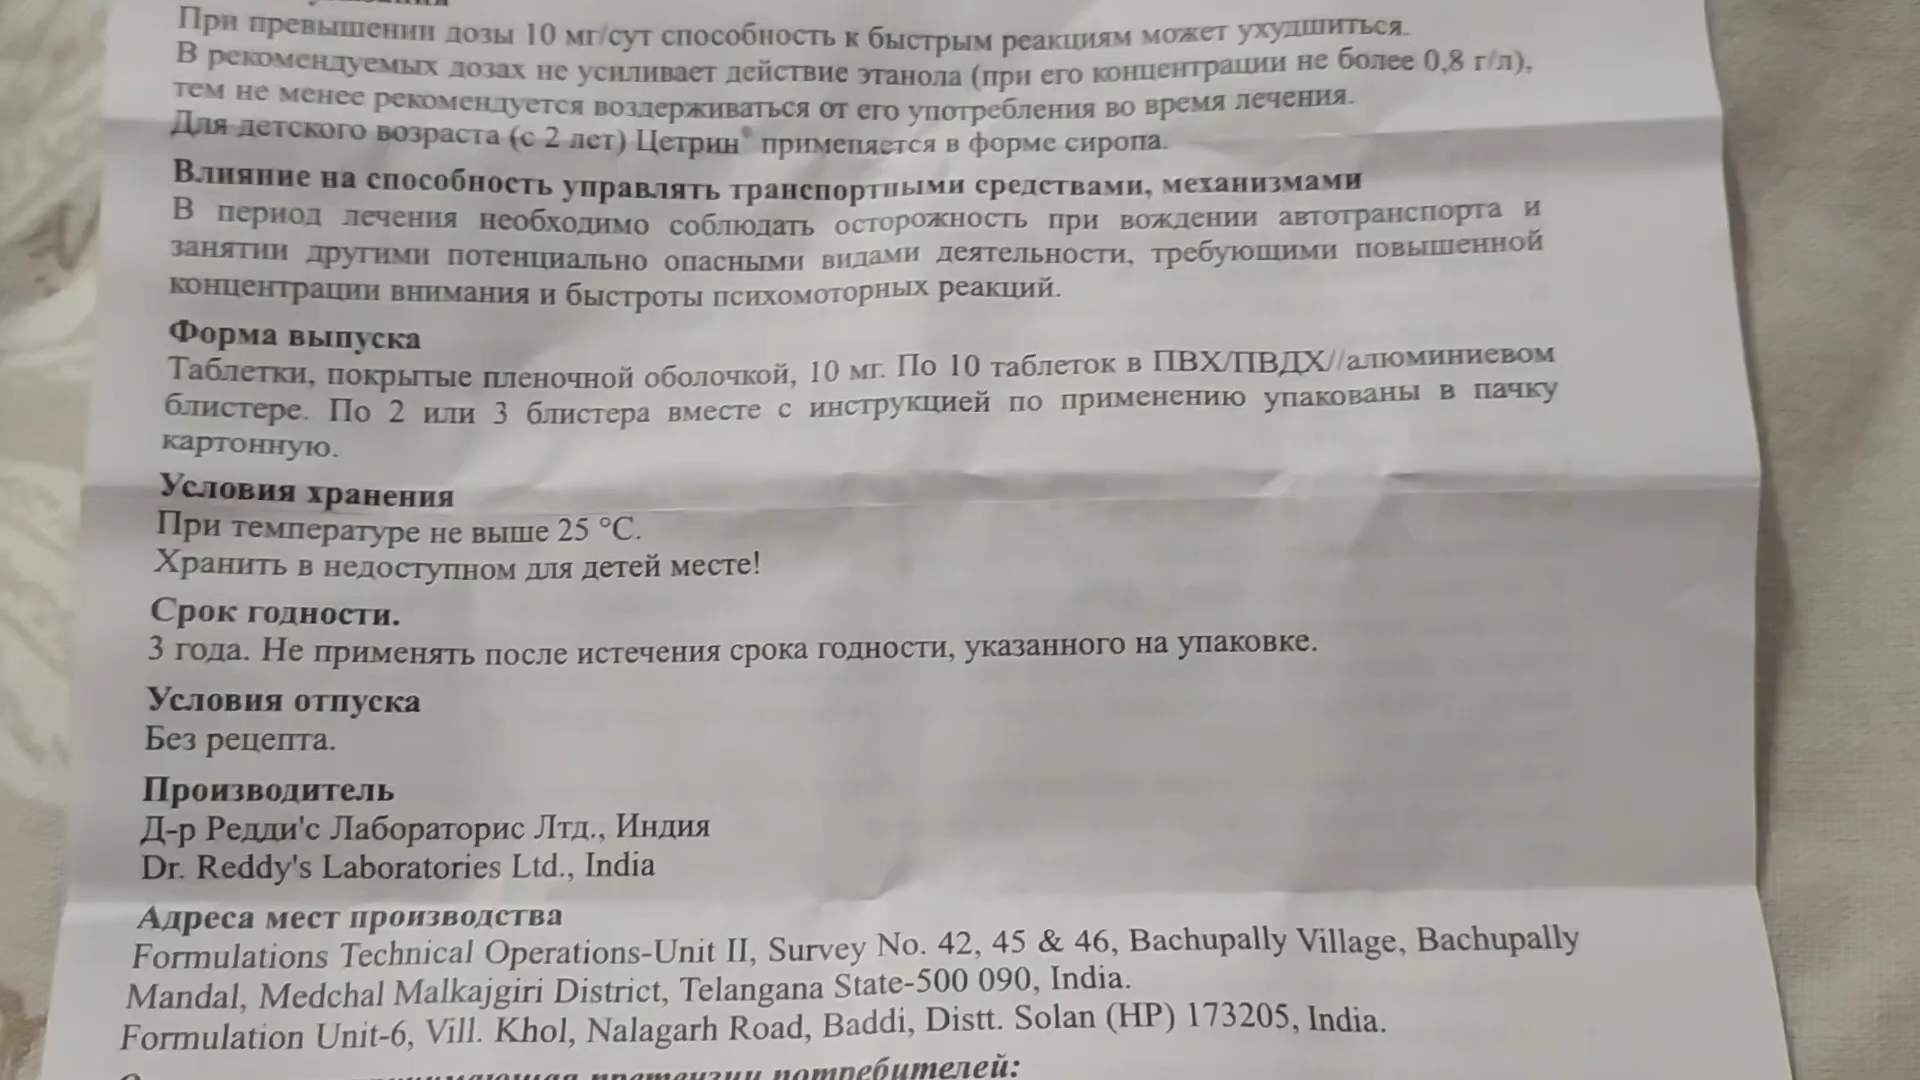 При превышении дозы 10 мг/сут способность к быстрым реакциям может ухудшиться.
В рекомендуемых дозах не усиливает действие этанола (при его концентрации не более 0,8 г/л),
тем не менее рекомендуется воздерживаться от его употребления во время лечения.
Для детского возраста (с 2 лет) Цетрин® применяется в форме сиропа.
Влияние на способность управлять транспортными средствами, механизмами
В период лечения необходимо соблюдать осторожность при вождении автотранспорта и
занятии другими потенциально опасными видами деятельности, требующими повышенной
концентрации внимания и быстроты психомоторных реакций.
Форма выпуска
Таблетки, покрытые пленочной оболочкой, 10 мг. По 10 таблеток в ПВХ/ПВДХ//алюминиевом
блистере. По 2 или 3 блистера вместе с инструкцией по применению упакованы в пачку
картонную.
Условия хранения
При температуре не выше 25 °C.
Хранить в недоступном для детей месте!
Срок годности.
3 года. Не применять после истечения срока годности, указанного на упаковке.
Условия отпуска
Без рецепта.
Производитель
Д-р Редди'с Лабораторис Лтд., Индия
Dr. Reddy's Laboratories Ltd., India
Адреса мест производства
Formulations Technical Operations-Unit II, Survey No. 42, 45 & 46, Bachupally Village, Bachupally
Mandal, Medchal Malkajgiri District, Telangana State-500 090, India.
Formulation Unit-6, Vill. Khol, Nalagarh Road, Baddi, Distt. Solan (HP) 173205, India.
претензии потребителей: